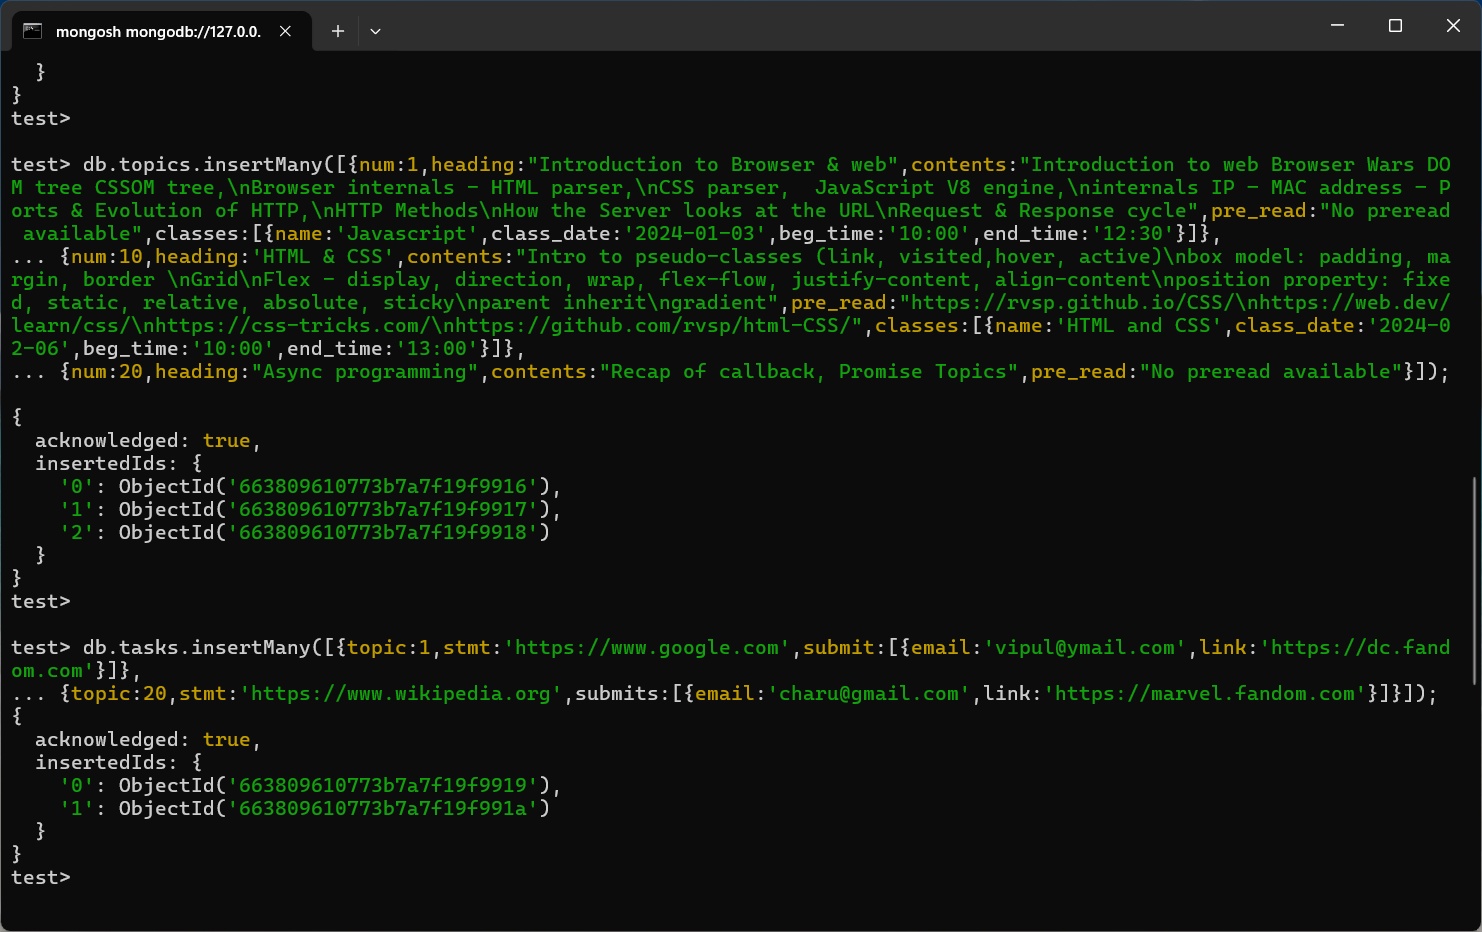 mongosh mongodb://127.0.0.
  }
}
test>
test> db.topics.insertMany([{num:1,heading:"Introduction to Browser & web",contents:"Introduction to web Browser Wars DO
M tree CSSOM tree,\nBrowser internals - HTML parser,\nCSS parser,  JavaScript V8 engine,\ninternals IP - MAC address - P
orts & Evolution of HTTP,\nHTTP Methods\nHow the Server looks at the URL\nRequest & Response cycle",pre_read:"No preread
 available",classes:[{name:'Javascript',class_date:'2024-01-03',beg_time:'10:00',end_time:'12:30'}]},
... {num:10,heading:'HTML & CSS',contents:"Intro to pseudo-classes (link, visited,hover, active)\nbox model: padding, ma
rgin, border \nGrid\nFlex - display, direction, wrap, flex-flow, justify-content, align-content\nposition property: fixe
d, static, relative, absolute, sticky\nparent inherit\ngradient",pre_read:"https://rvsp.github.io/CSS/\nhttps://web.dev/
learn/css/\nhttps://css-tricks.com/\nhttps://github.com/rvsp/html-CSS/",classes:[{name:'HTML and CSS',class_date:'2024-0
2-06',beg_time:'10:00',end_time:'13:00'}]},
... {num:20,heading:"Async programming",contents:"Recap of callback, Promise Topics",pre_read:"No preread available"}]);
{
  acknowledged: true,
  insertedIds: {
    '0': ObjectId('663809610773b7a7f19f9916'),
    '1': ObjectId('663809610773b7a7f19f9917'),
    '2': ObjectId('663809610773b7a7f19f9918')
  }
}
test>
test> db.tasks.insertMany([{topic:1,stmt:'https://www.google.com',submit:[{email:'vipul@ymail.com',link:'https://dc.fand
om.com'}]},
... {topic:20,stmt:'https://www.wikipedia.org',submits:[{email:'charu@gmail.com',link:'https://marvel.fandom.com'}]}]);
{
  acknowledged: true,
  insertedIds: {
    '0': ObjectId('663809610773b7a7f19f9919'),
    '1': ObjectId('663809610773b7a7f19f991a')
  }
}
test>